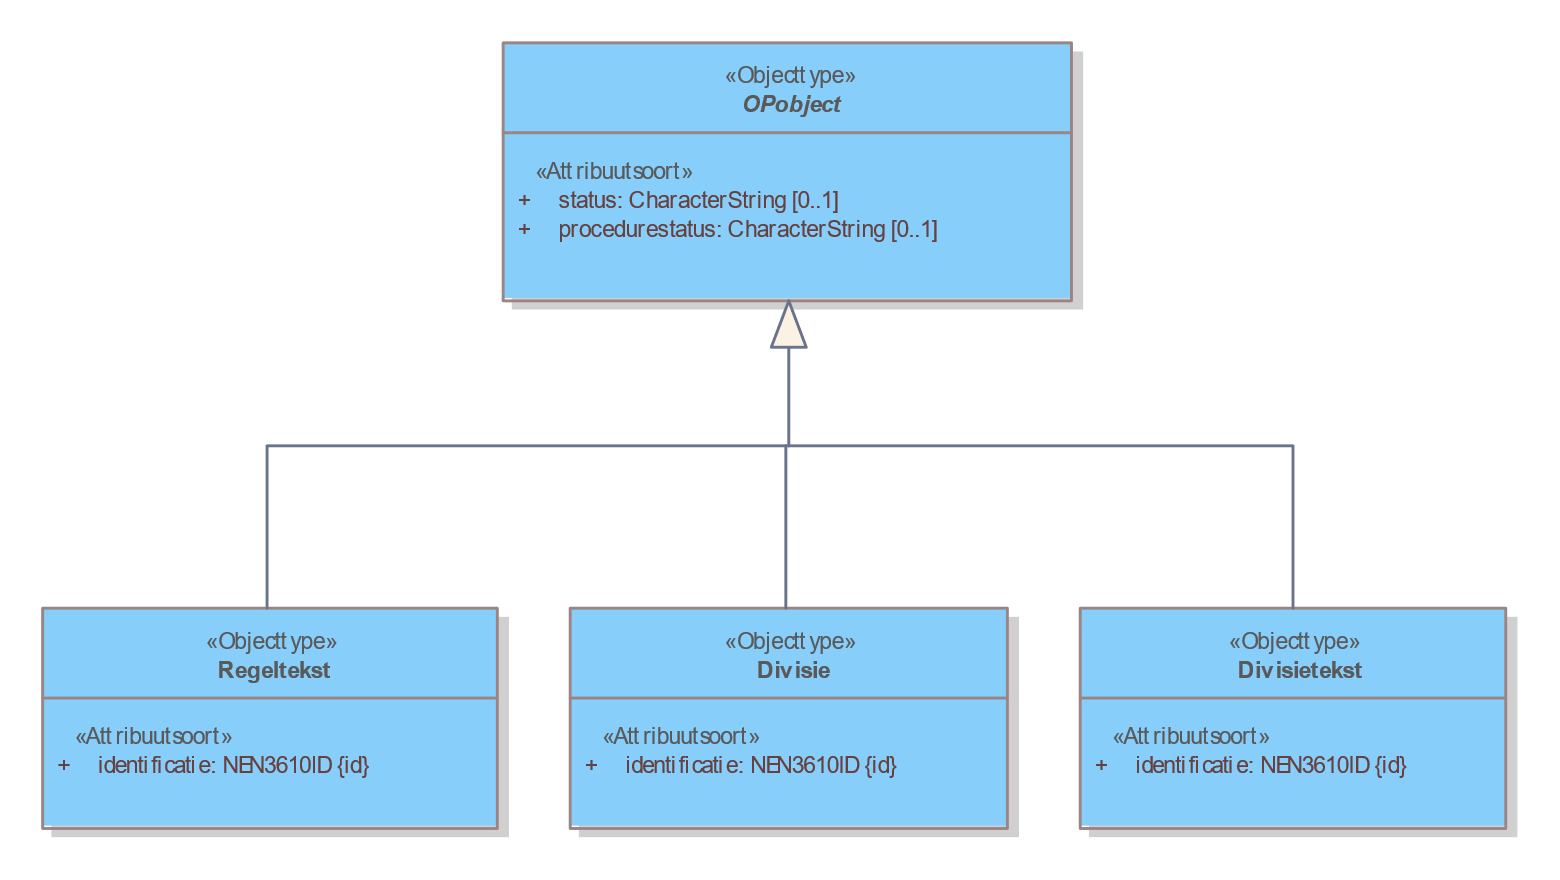 «Objecttype»
OPobject
«Attribuutsoort»
+ status: CharacterString [0..1]
+ procedurestatus: CharacterString [0..1]
«Objecttype»
Regeltekst
«Attribuutsoort»
+ identificatie: NEN3610ID {id}
«Objecttype»
Divisie
«Attribuutsoort»
+ identificatie: NEN3610ID {id}
«Objecttype»
Divisietekst
«Attribuutsoort»
+ identificatie: NEN3610ID {id}